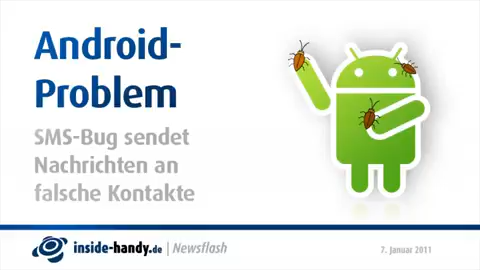 Android-
Problem
SMS-Bug sendet
Nachrichten an
falsche Kontakte
inside-handy.de | Newsflash
7. Januar 2011